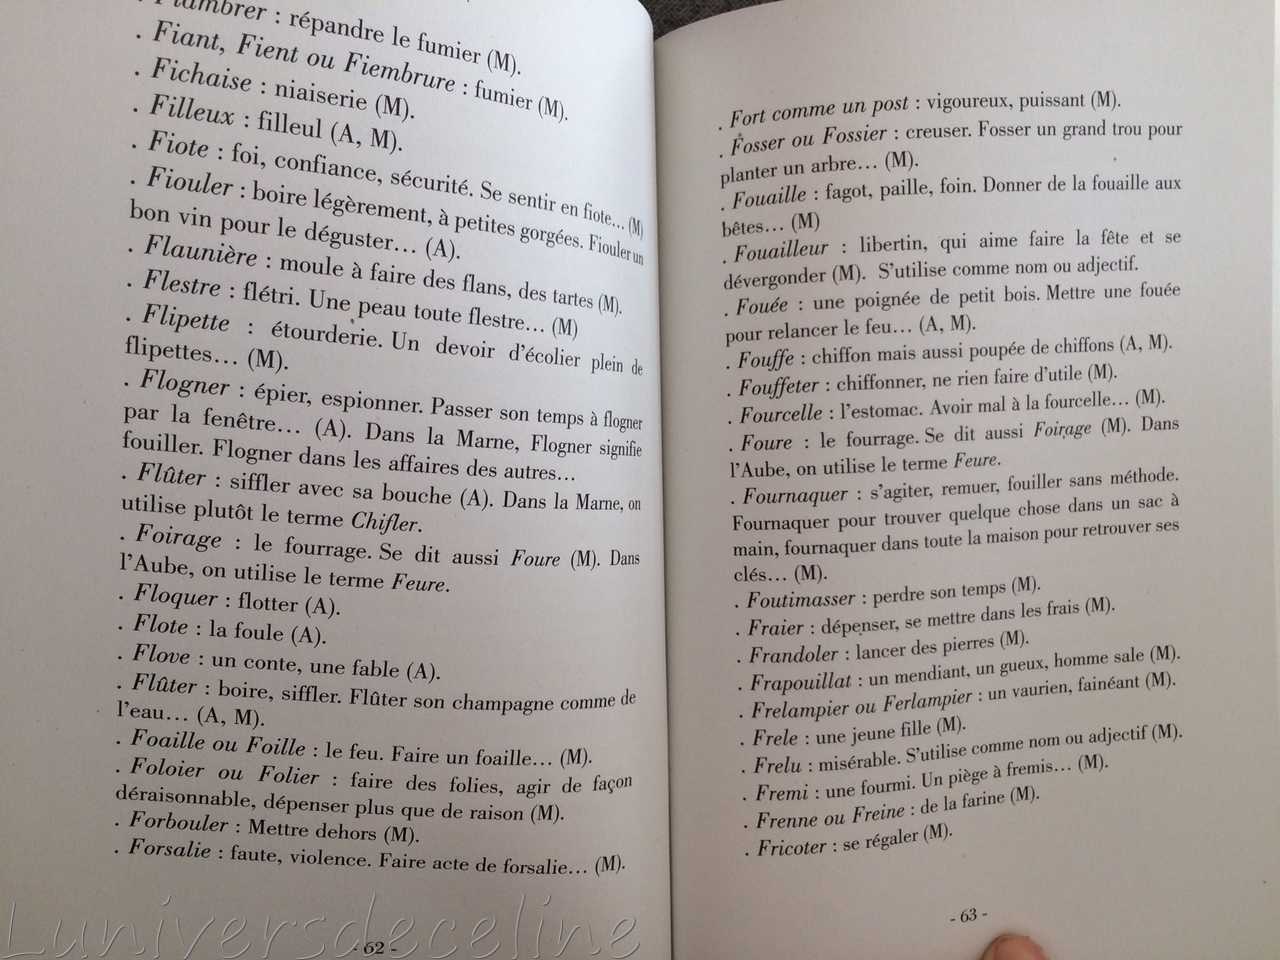 : répandre le fumier (M).
. Fiant, Fient ou Fiembrure : fumier (M).
. Fichaise : niaiserie (M).
. Filleux : filleul (A, M).
. Fiote : foi, confiance, sécurité. Se sentir en fiote... (M)
. Fiouler : boire légèrement, à petites gorgées. Fiouler un
bon vin pour le déguster... (A).
. Flaunière : moule à faire des flans, des tartes (M).
. Flestre : flétri. Une peau toute flestre... (M)
. Flipette : étourderie. Un devoir d'écolier plein de
flipettes... (M).
. Flogner : épier, espionner. Passer son temps à flogner
par la fenêtre... (A). Dans la Marne, Flogner signifie
fouiller. Flogner dans les affaires des autres...
. Flûter : siffler avec sa bouche (A). Dans la Marne, on
utilise plutôt le terme Chifler.
. Foirage : le fourrage. Se dit aussi Foure (M). Dans
l'Aube, on utilise le terme Feure.
. Floquer : flotter (A).
. Flote : la foule (A).
. Flove : un conte, une fable (A).
. Flûter : boire, siffler. Flûter son champagne comme de
l'eau... (A, M).
. Foaille ou Foille : le feu. Faire un foaille... (M).
. Foloier ou Folier : faire des folies, agir de façon
déraisonnable, dépenser plus que de raison (M).
. Forbouler : Mettre dehors (M).
. Forsalie : faute, violence. Faire acte de forsalie... (M).
- 62 -
. Fort comme un post : vigoureux, puissant (M).
. Fosser ou Fossier : creuser. Fosser un grand trou pour
planter un arbre... (M).
. Fouaille : fagot, paille, foin. Donner de la fouaille aux
bêtes... (M)
. Fouailleur : libertin, qui aime faire la fête et se
dévergonder (M). S'utilise comme nom ou adjectif.
. Fouée : une poignée de petit bois. Mettre une fouée
pour relancer le feu... (A, M).
. Fouffe : chiffon mais aussi poupée de chiffons (A, M).
. Fouffeter : chiffonner, ne rien faire d'utile (M).
. Fourcelle : l'estomac. Avoir mal à la fourcelle... (M).
. Foure : le fourrage. Se dit aussi Foirage (M). Dans
l'Aube, on utilise le terme Feure.
. Fournaquer : s'agiter, remuer, fouiller sans méthode.
Fournaquer pour trouver quelque chose dans un sac à
main, fournaquer dans toute la maison pour retrouver ses
clés... (M).
. Foutimasser : perdre son temps (M).
. Fraier : dépenser, se mettre dans les frais (M).
. Frandoler : lancer des pierres (M).
. Frapouillat : un mendiant, un gueux, homme sale (M).
. Frelampier ou Ferlampier : un vaurien, fainéant (M).
. Frele : une jeune fille (M).
. Frelu : misérable. S'utilise comme nom ou adjectif (M).
. Fremi : une fourmi. Un piège à fremis... (M).
. Frenne ou Freine : de la farine (M).
. Fricoter : se régaler (M).
- 63 -
Luniversdeceline